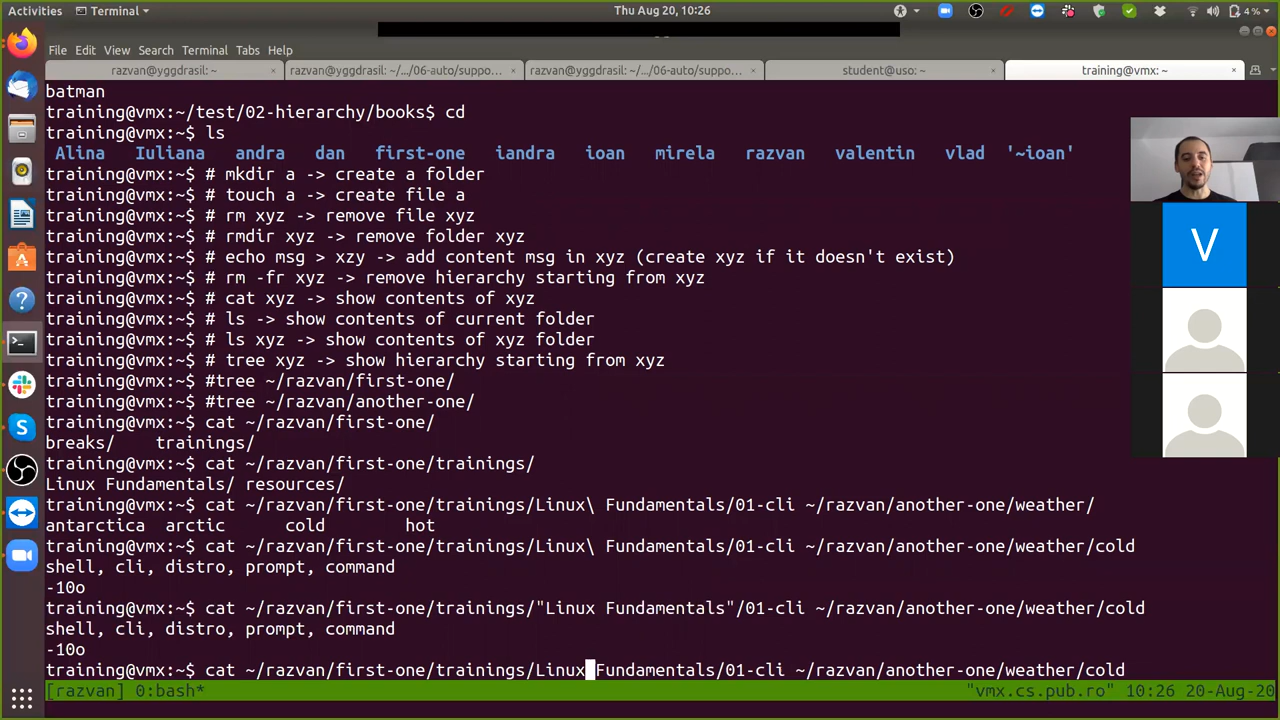 Activities Terminal Thu Aug 20, 10:26 4 %
File Edit View Search Terminal Tabs Help
razvan@yggdrasil: ~ razvan@yggdrasil: ~/.../06-auto/suppo... razvan@yggdrasil: ~/.../06-auto/suppo... student@uso: ~ training@vmx: ~
batman
training@vmx:~/test/02-hierarchy/books$ cd
training@vmx:~$ ls
Alina Iuliana andra dan first-one iandra ioan mirela razvan valentin vlad '~ioan'
training@vmx:~$ # mkdir a -> create a folder
training@vmx:~$ # touch a -> create file a
training@vmx:~$ # rm xyz -> remove file xyz
training@vmx:~$ # rmdir xyz -> remove folder xyz
training@vmx:~$ # echo msg > xzy -> add content msg in xyz (create xyz if it doesn't exist)
training@vmx:~$ # rm -fr xyz -> remove hierarchy starting from xyz
training@vmx:~$ # cat xyz -> show contents of xyz
training@vmx:~$ # ls -> show contents of current folder
training@vmx:~$ # ls xyz -> show contents of xyz folder
training@vmx:~$ # tree xyz -> show hierarchy starting from xyz
training@vmx:~$ #tree ~/razvan/first-one/
training@vmx:~$ #tree ~/razvan/another-one/
training@vmx:~$ cat ~/razvan/first-one/
breaks/ trainings/
training@vmx:~$ cat ~/razvan/first-one/trainings/
Linux Fundamentals/ resources/
training@vmx:~$ cat ~/razvan/first-one/trainings/Linux\ Fundamentals/01-cli ~/razvan/another-one/weather/
antarctica arctic cold hot
training@vmx:~$ cat ~/razvan/first-one/trainings/Linux\ Fundamentals/01-cli ~/razvan/another-one/weather/cold
shell, cli, distro, prompt, command
-10o
training@vmx:~$ cat ~/razvan/first-one/trainings/"Linux Fundamentals"/01-cli ~/razvan/another-one/weather/cold
shell, cli, distro, prompt, command
-10o
training@vmx:~$ cat ~/razvan/first-one/trainings/Linux Fundamentals/01-cli ~/razvan/another-one/weather/cold
[razvan] 0:bash* "vmx.cs.pub.ro" 10:26 20-Aug-20
V